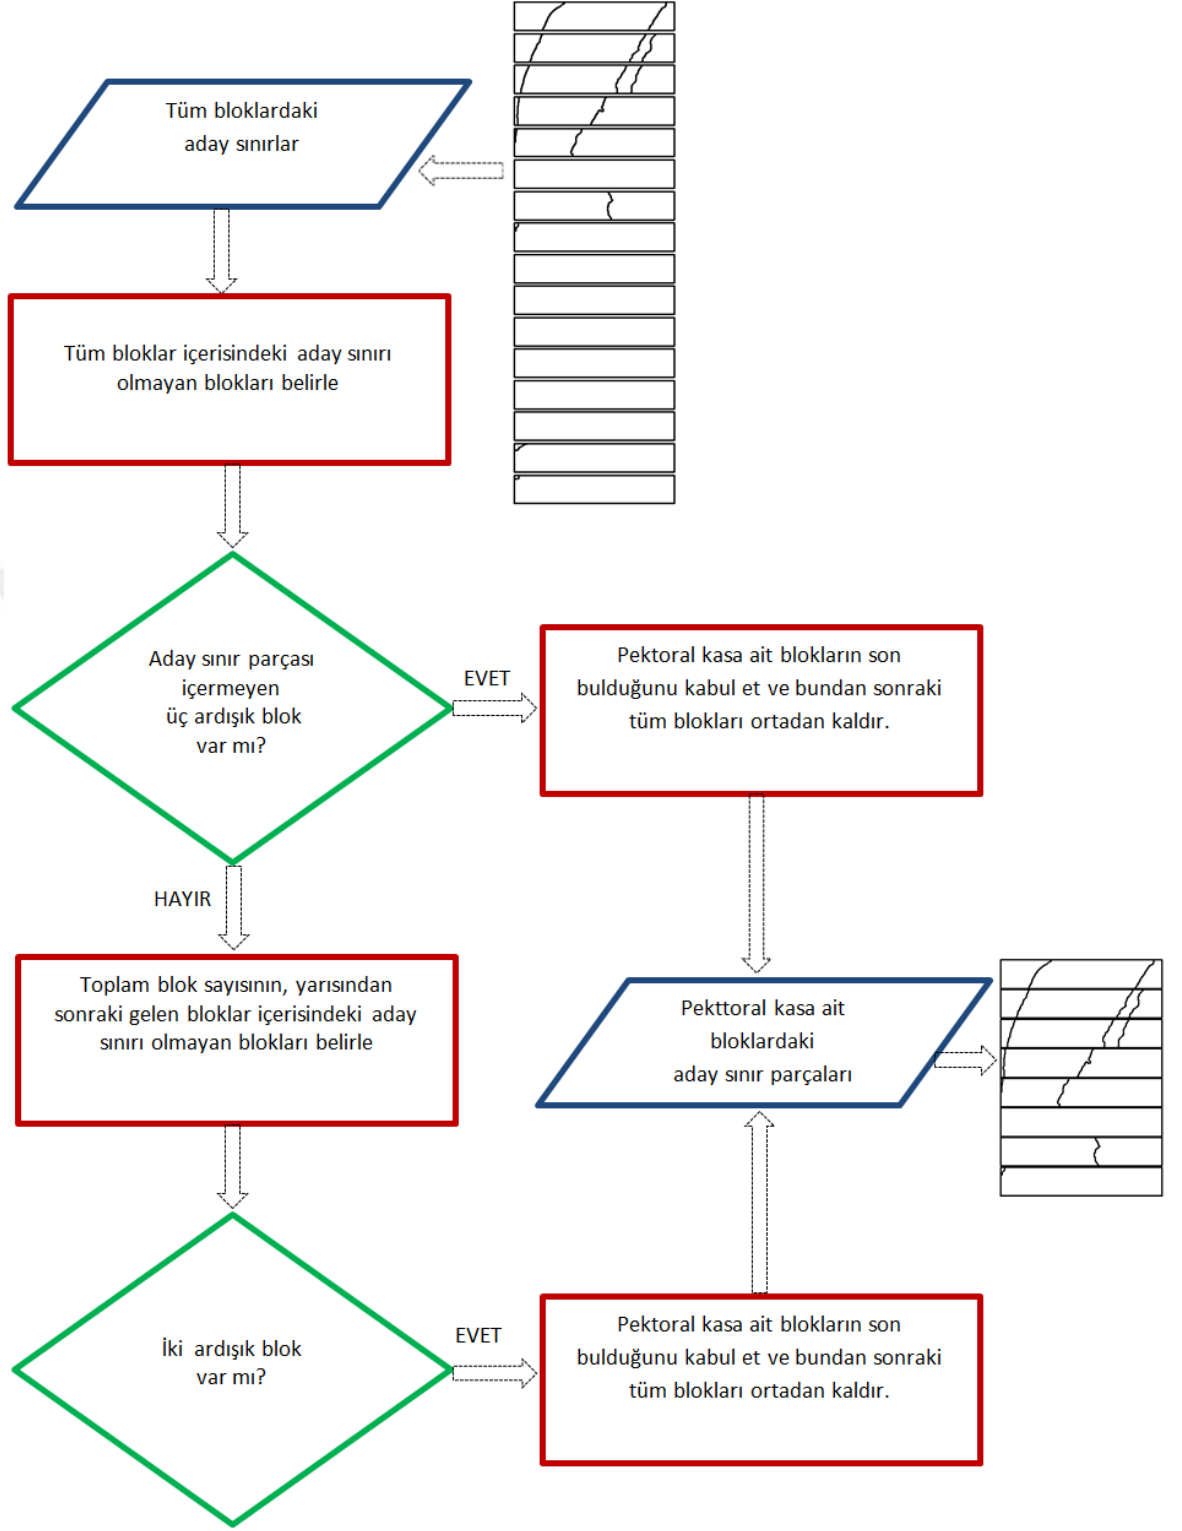 Tüm bloklardaki
aday sınırlar
Tüm bloklar içerisindeki aday sınırı
olmayan blokları belirle
Aday sınır parçası
içermeyen
üç ardışık blok
var mı?
EVET
Pektoral kasa ait blokların son
bulduğunu kabul et ve bundan sonraki
tüm blokları ortadan kaldır.
HAYIR
Toplam blok sayısının, yarısından
sonraki gelen bloklar içerisindeki aday
sınırı olmayan blokları belirle
Pekttoral kasa ait
bloklardaki
aday sınır parçaları
İki ardışık blok
var mı?
EVET
Pektoral kasa ait blokların son
bulduğunu kabul et ve bundan sonraki
tüm blokları ortadan kaldır.